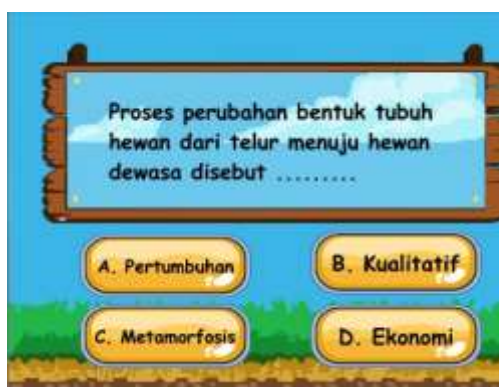 Proses perubahan bentuk tubuh
hewan dari telur menuju hewan
dewasa disebut .........
A. Pertumbuhan
B. Kualitatif
C. Metamorfosis
D. Ekonomi